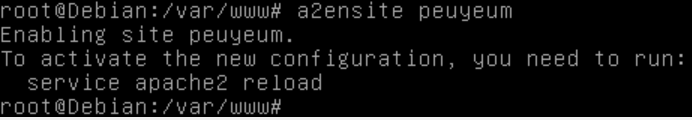 root@Debian:/var/www# a2ensite peuyeum
Enabling site peuyeum.
To activate the new configuration, you need to run:
  service apache2 reload
root@Debian:/var/www#